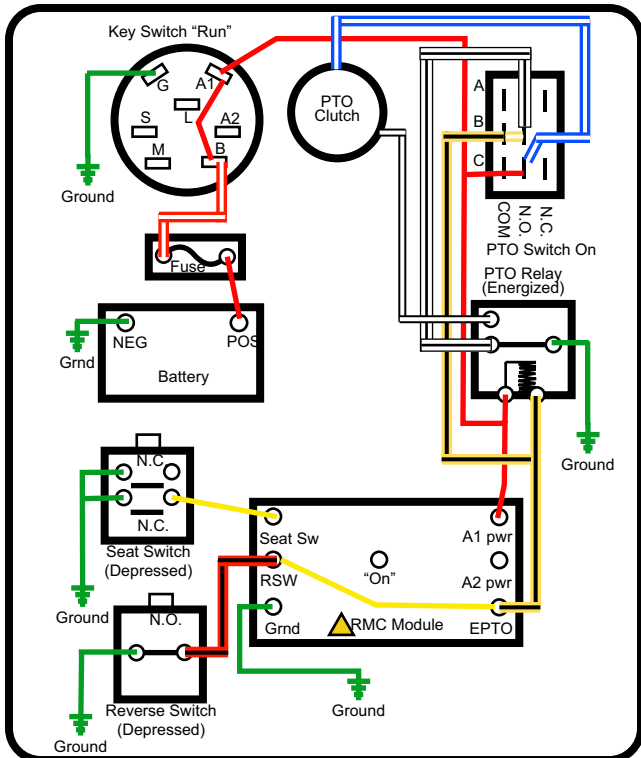 Key Switch “Run”
G
A1
L
S
A2
M
B
Ground
PTO
Clutch
A
B
C
COM
N.O.
N.C.
PTO Switch On
PTO Relay
(Energized)
Fuse
NEG
POS
Grnd
Battery
Ground
N.C.
N.C.
Seat Switch
(Depressed)
Ground
Seat Sw
A1 pwr
RSW
“On”
A2 pwr
Grnd
RMC Module
EPTO
N.O.
Ground
Reverse Switch
(Depressed)
Ground